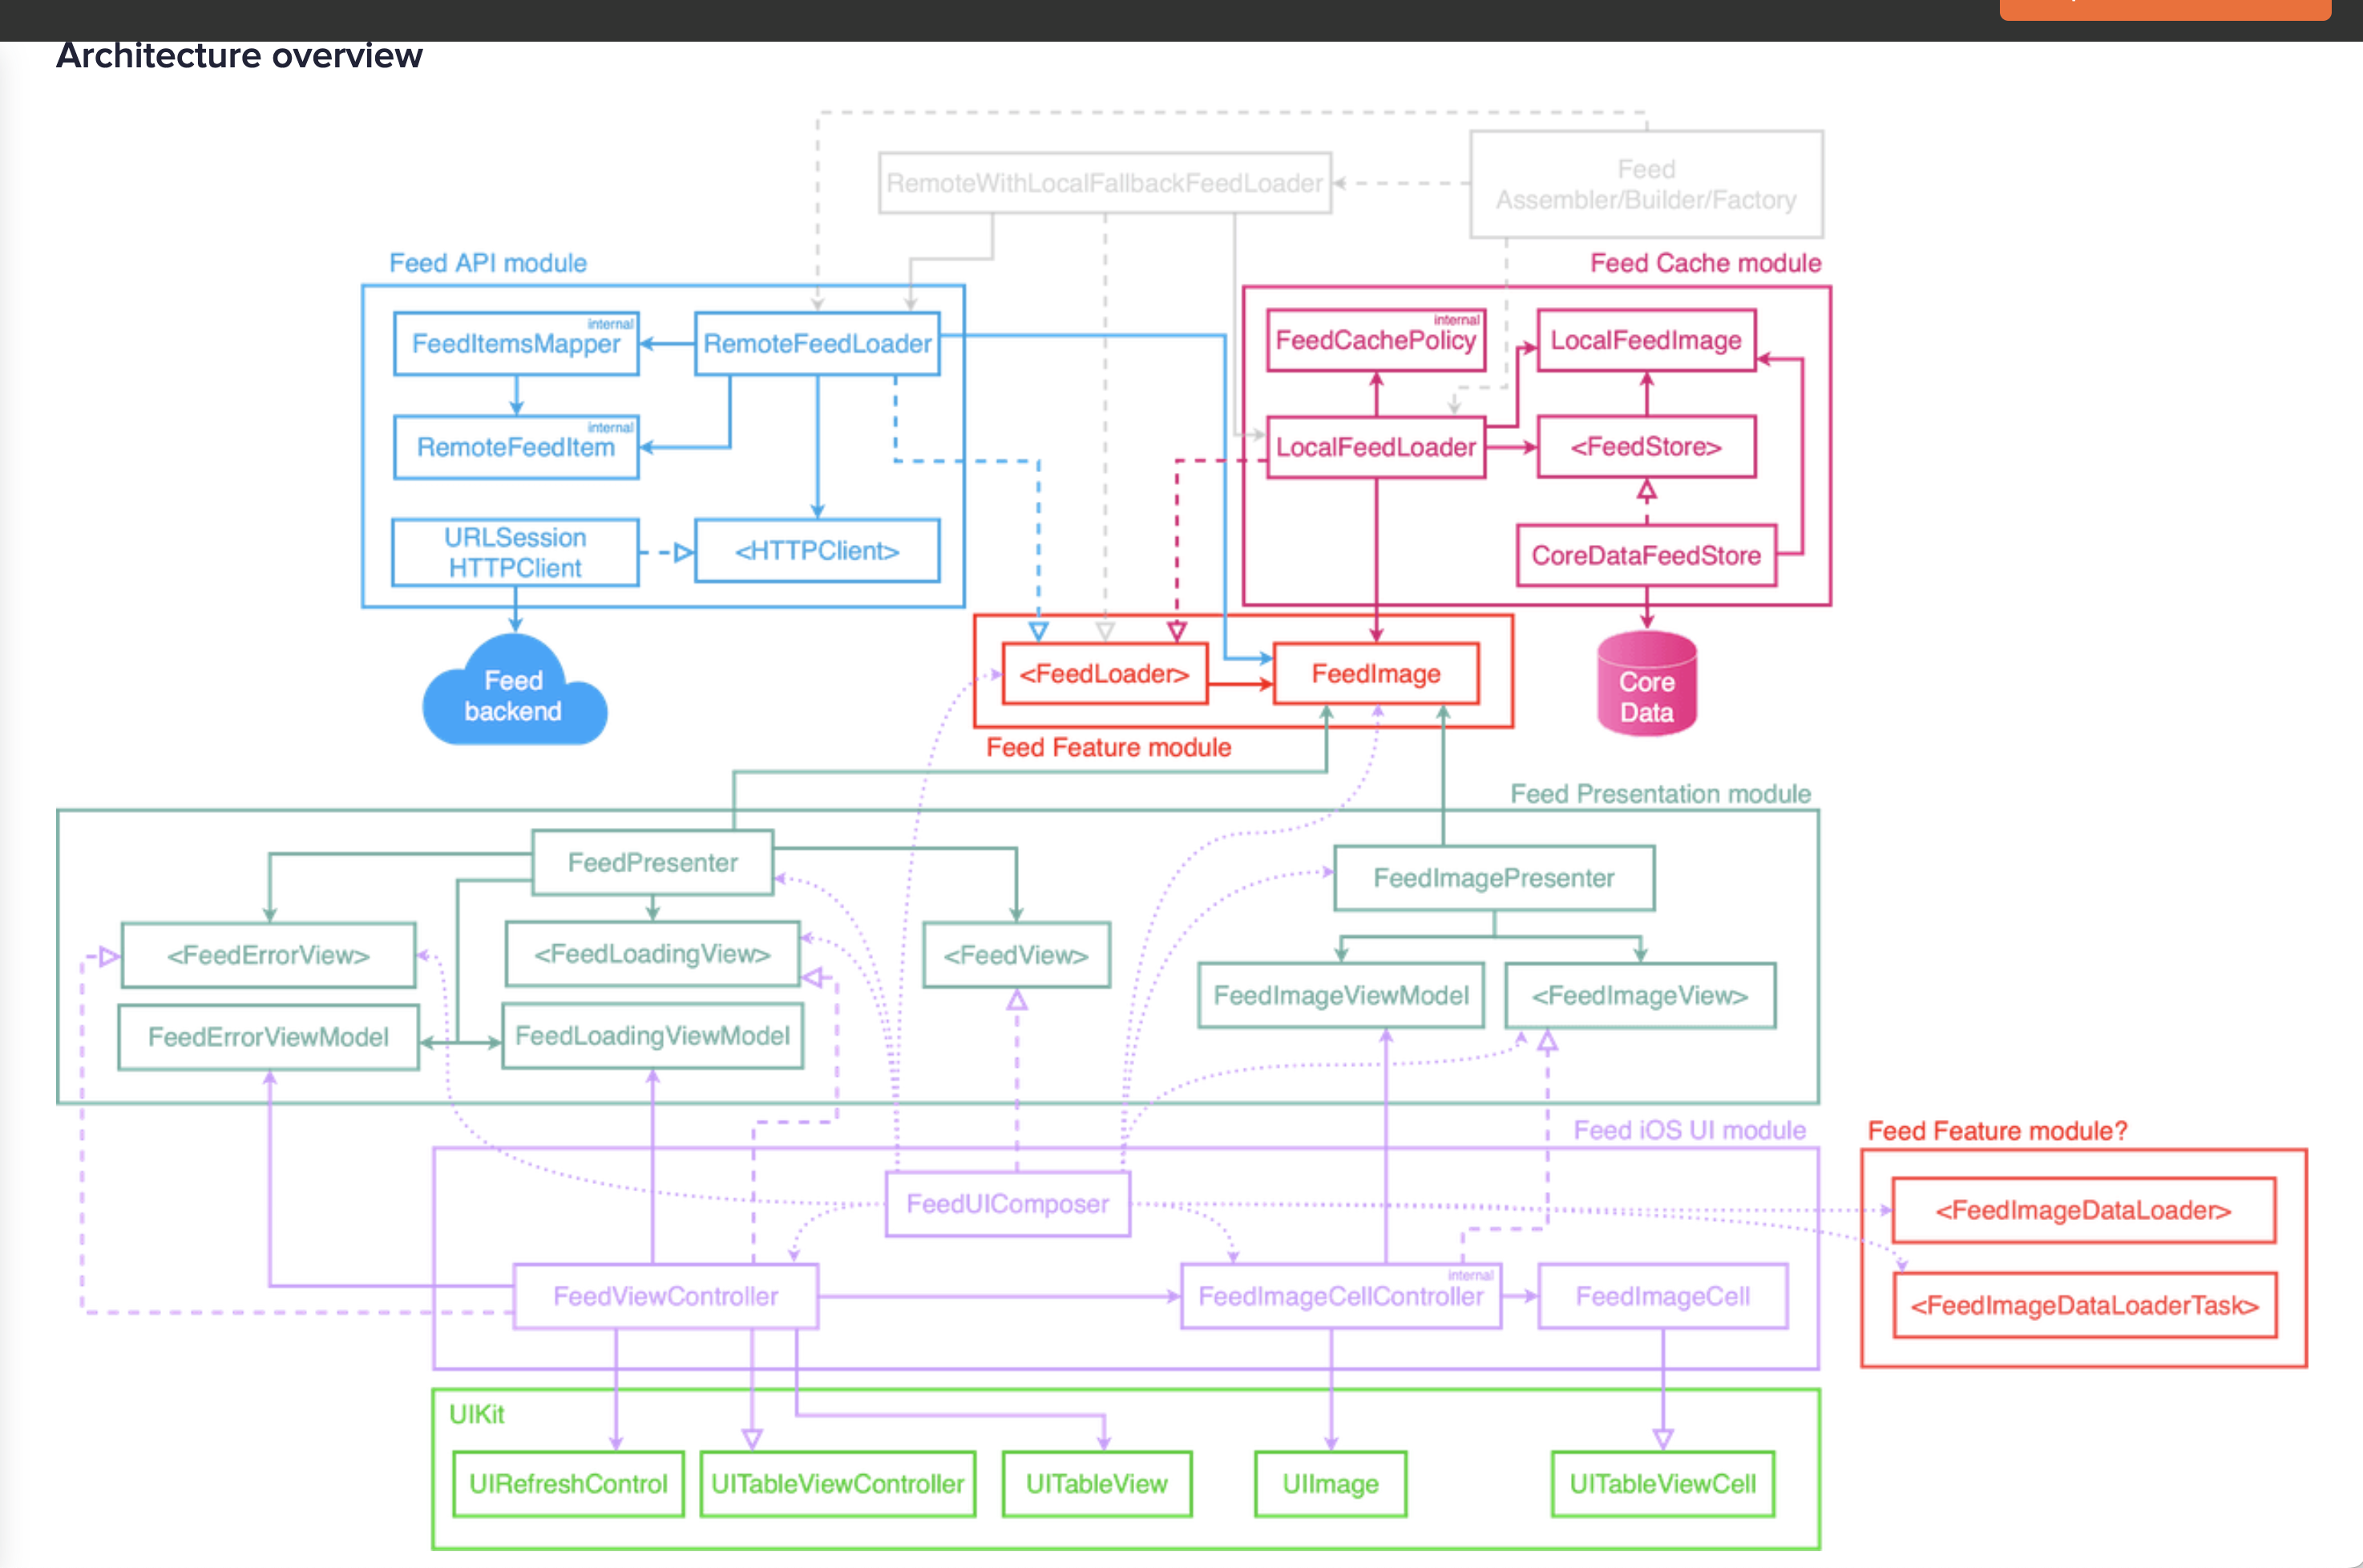 Architecture overview
RemoteWithLocalFallbackFeedLoader
Feed
Assembler/Builder/Factory
Feed API module
internal
FeedItemsMapper
RemoteFeedLoader
internal
RemoteFeedItem
URLSession
HTTPClient
<HTTPClient>
Feed
backend
Feed Cache module
internal
FeedCachePolicy
LocalFeedImage
LocalFeedLoader
<FeedStore>
CoreDataFeedStore
Core
Data
<FeedLoader>
FeedImage
Feed Feature module
Feed Presentation module
FeedPresenter
FeedImagePresenter
<FeedErrorView>
<FeedLoadingView>
<FeedView>
FeedImageViewModel
<FeedImageView>
FeedErrorViewModel
FeedLoadingViewModel
Feed iOS UI module
FeedUIComposer
FeedViewController
internal
FeedImageCellController
FeedImageCell
Feed Feature module?
<FeedImageDataLoader>
<FeedImageDataLoaderTask>
UIKit
UIRefreshControl
UITableViewController
UITableView
UIImage
UITableViewCell